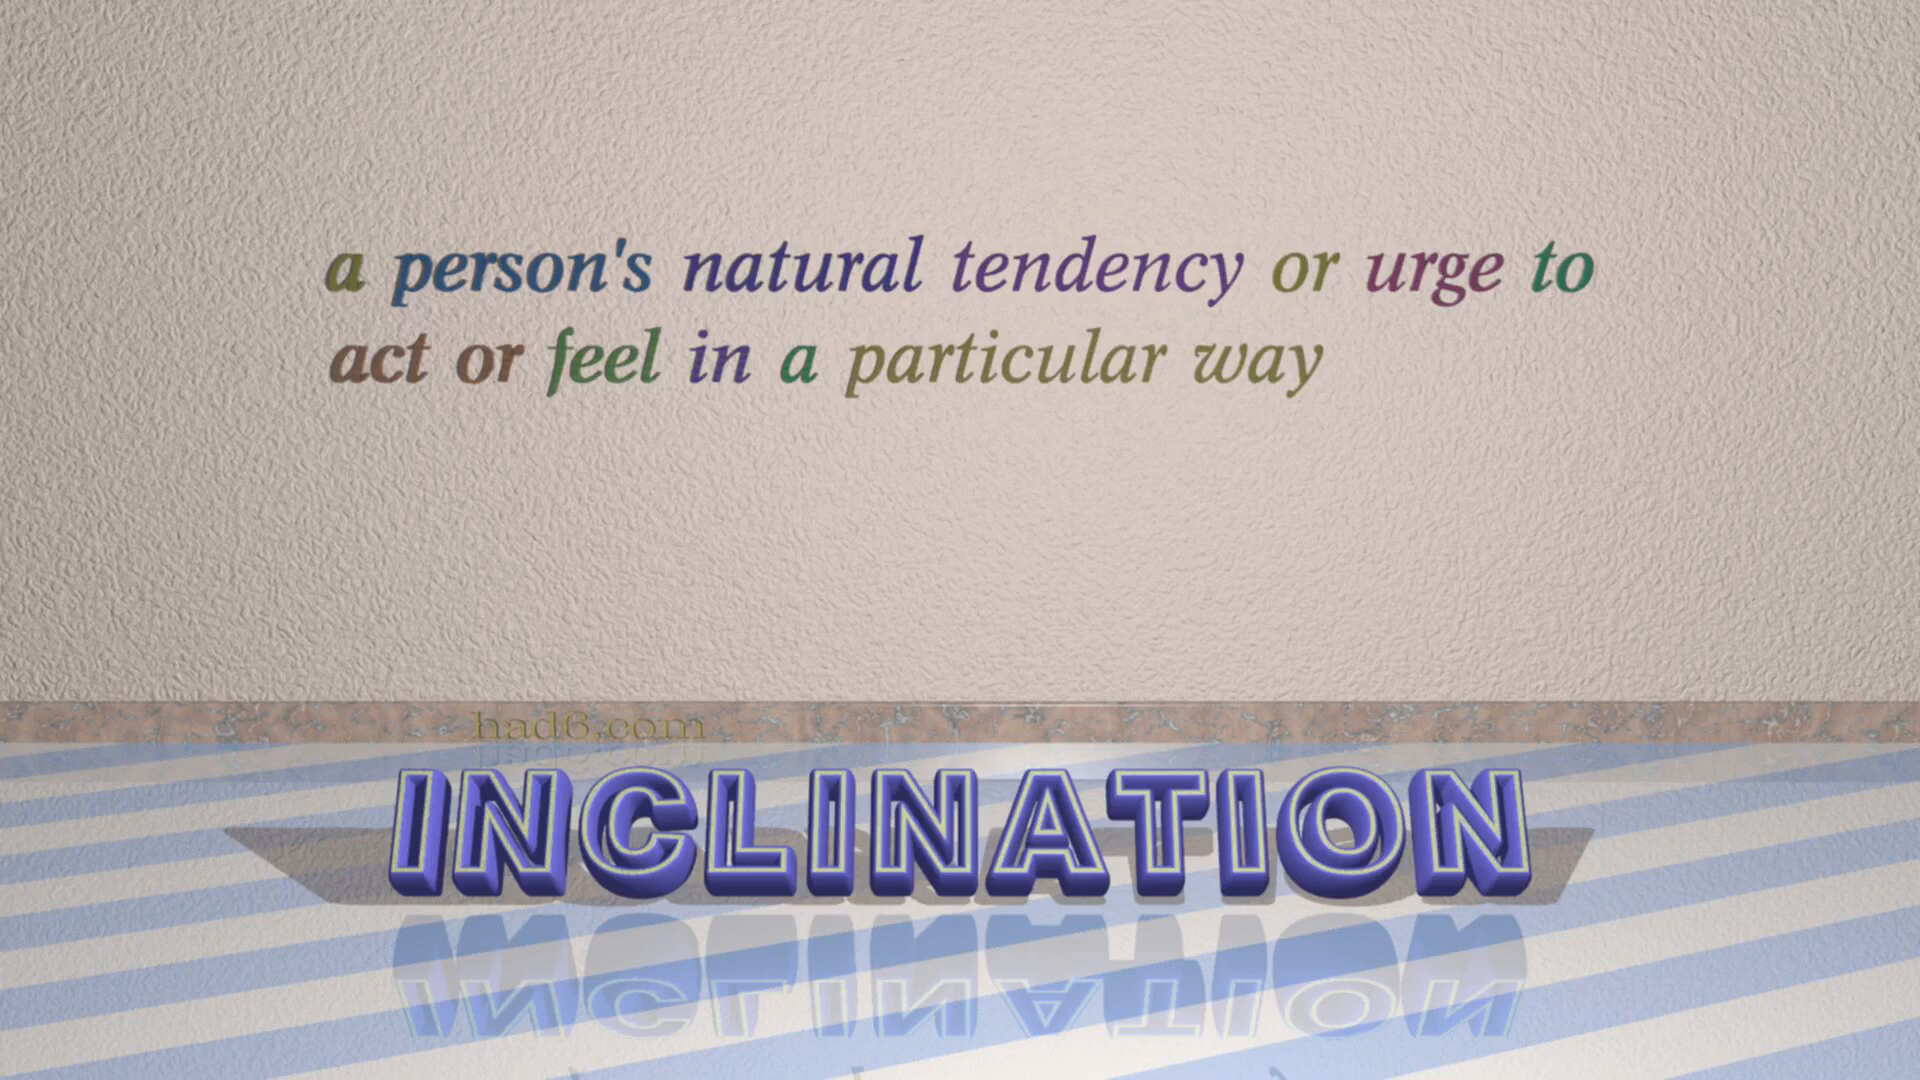 a person's natural tendency or urge to
act or feel in a particular way
had6.com
INCLINATION